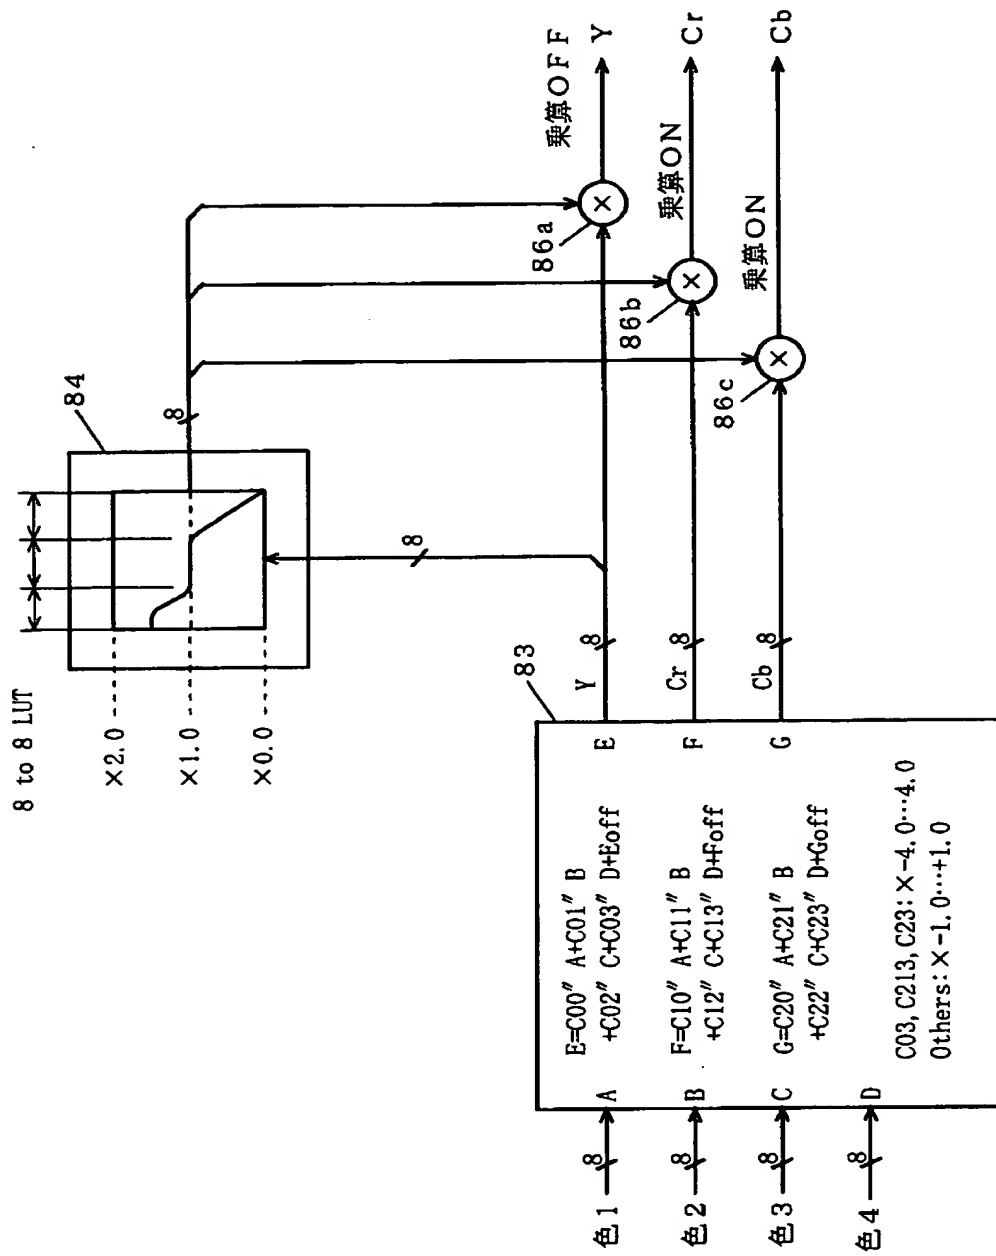 8 to 8 LUT
×2.0
×1.0
×0.0
84
8
8
86a
86b
86c
乗算OFF
Y
乗算ON
Cr
乗算ON
Cb
83
色1
8
A
色2
8
B
色3
8
C
色4
8
D
E=C00″ A+C01″ B
+C02″ C+C03″ D+Eoff
F=C10″ A+C11″ B
+C12″ C+C13″ D+Foff
G=C20″ A+C21″ B
+C22″ C+C23″ D+Goff
C03, C213, C23: ×-4.0…4.0
Others: ×-1.0…+1.0
E
Y
8
F
Cr
8
G
Cb
8